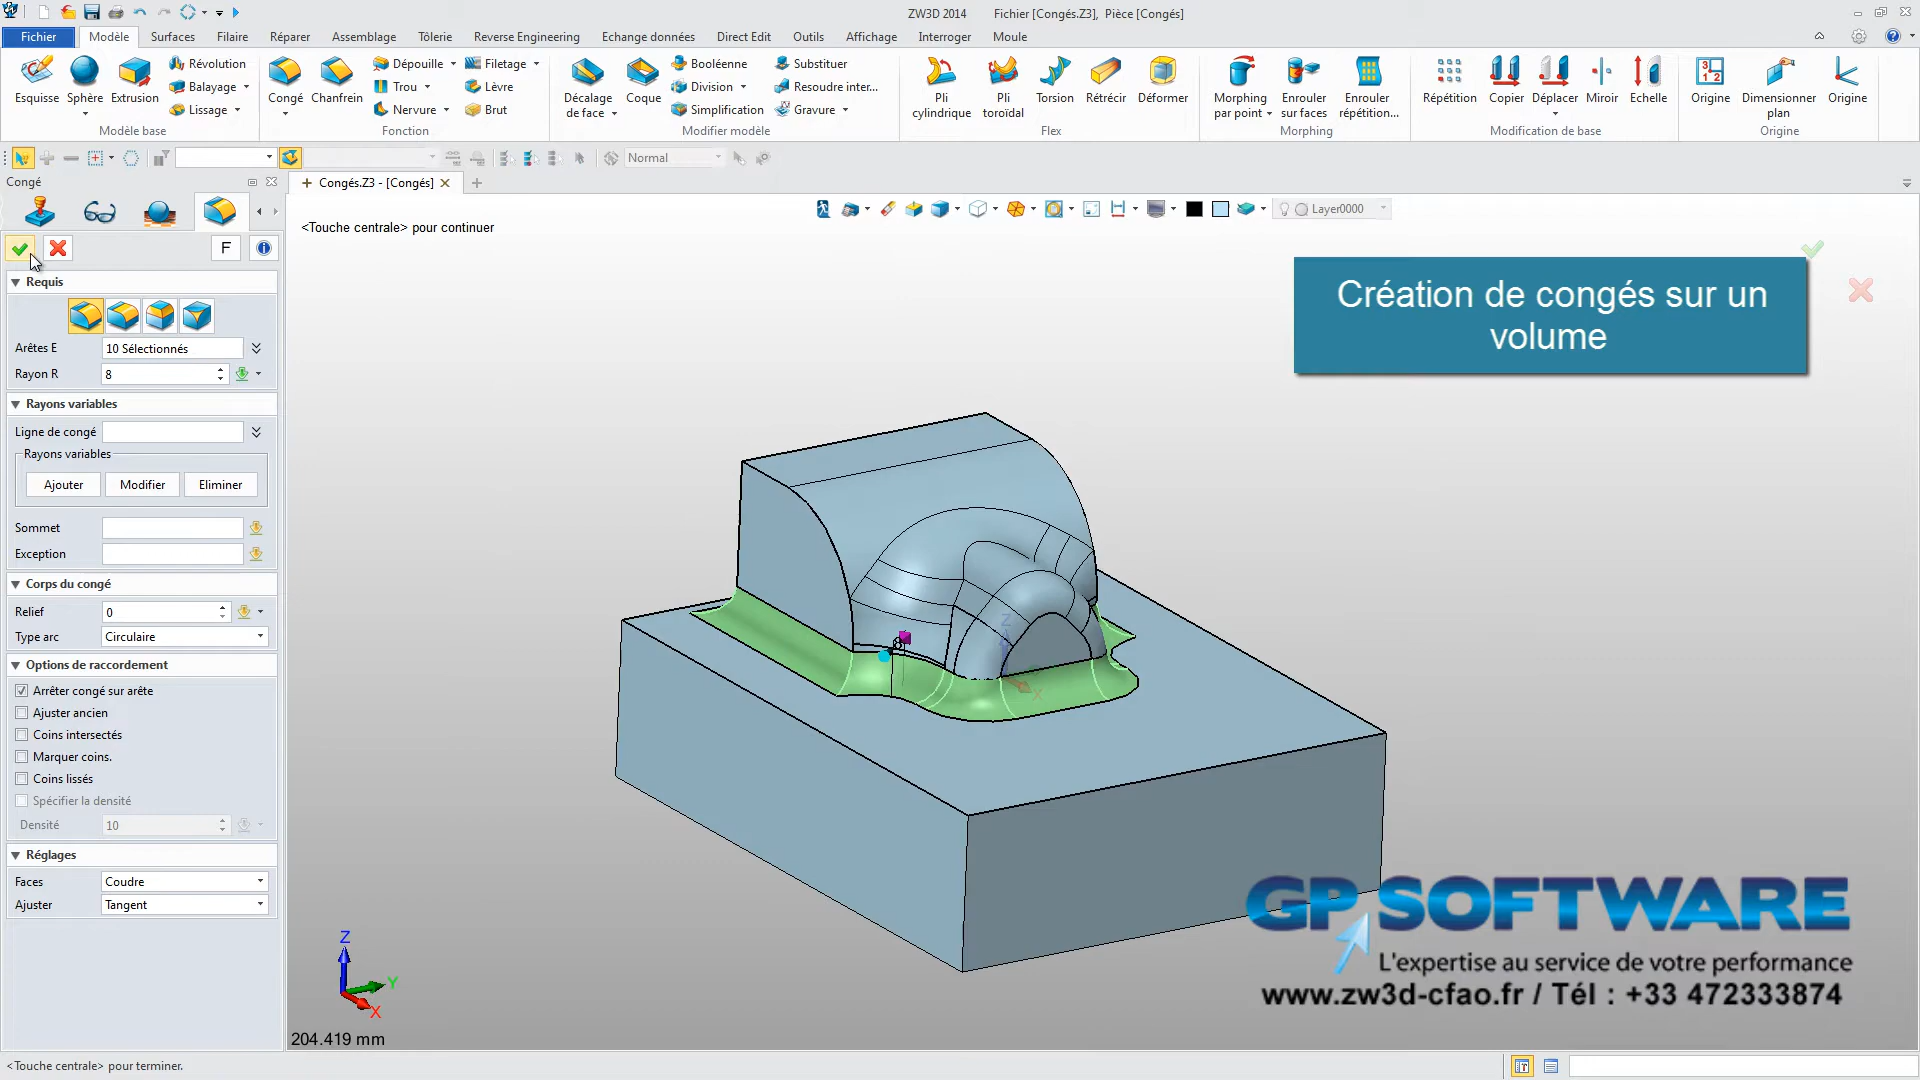 ZW3D 2014 Fichier [Congés.Z3], Pièce [Congés]
Fichier Modèle Surfaces Filaire Réparer Assemblage Tôlerie Reverse Engineering Echange données Direct Edit Outils Affichage Interroger Moule
Esquisse Sphère Extrusion Révolution Balayage Lissage
Modèle base
Congé Chanfrein Dépouille Trou Nervure Filetage Lèvre Brut
Fonction
Décalage de face Coque Booléenne Division Simplification Substituer Resoudre inter... Gravure
Modifier modèle
Pli cylindrique Pli toroïdal Torsion Rétrécir Déformer
Flex
Morphing par point Enrouler sur faces Enrouler répétition...
Morphing
Répétition Copier Déplacer Miroir Echelle
Modification de base
Origine Dimensionner plan Origine
Origine
Normal
Congé
Congés.Z3 - [Congés]
Layer0000
<Touche centrale> pour continuer
F
Requis
Arêtes E 10 Sélectionnés
Rayon R 8
Rayons variables
Ligne de congé
Rayons variables
Ajouter Modifier Eliminer
Sommet
Exception
Corps du congé
Relief 0
Type arc Circulaire
Options de raccordement
Arrêter congé sur arête
Ajuster ancien
Coins intersectés
Marquer coins.
Coins lissés
Spécifier la densité
Densité 10
Réglages
Faces Coudre
Ajuster Tangent
Création de congés sur un
volume
Z
X
Z
Y
X
204.419 mm
GP SOFTWARE
L'expertise au service de votre performance
www.zw3d-cfao.fr / Tél : +33 472333874
<Touche centrale> pour terminer.